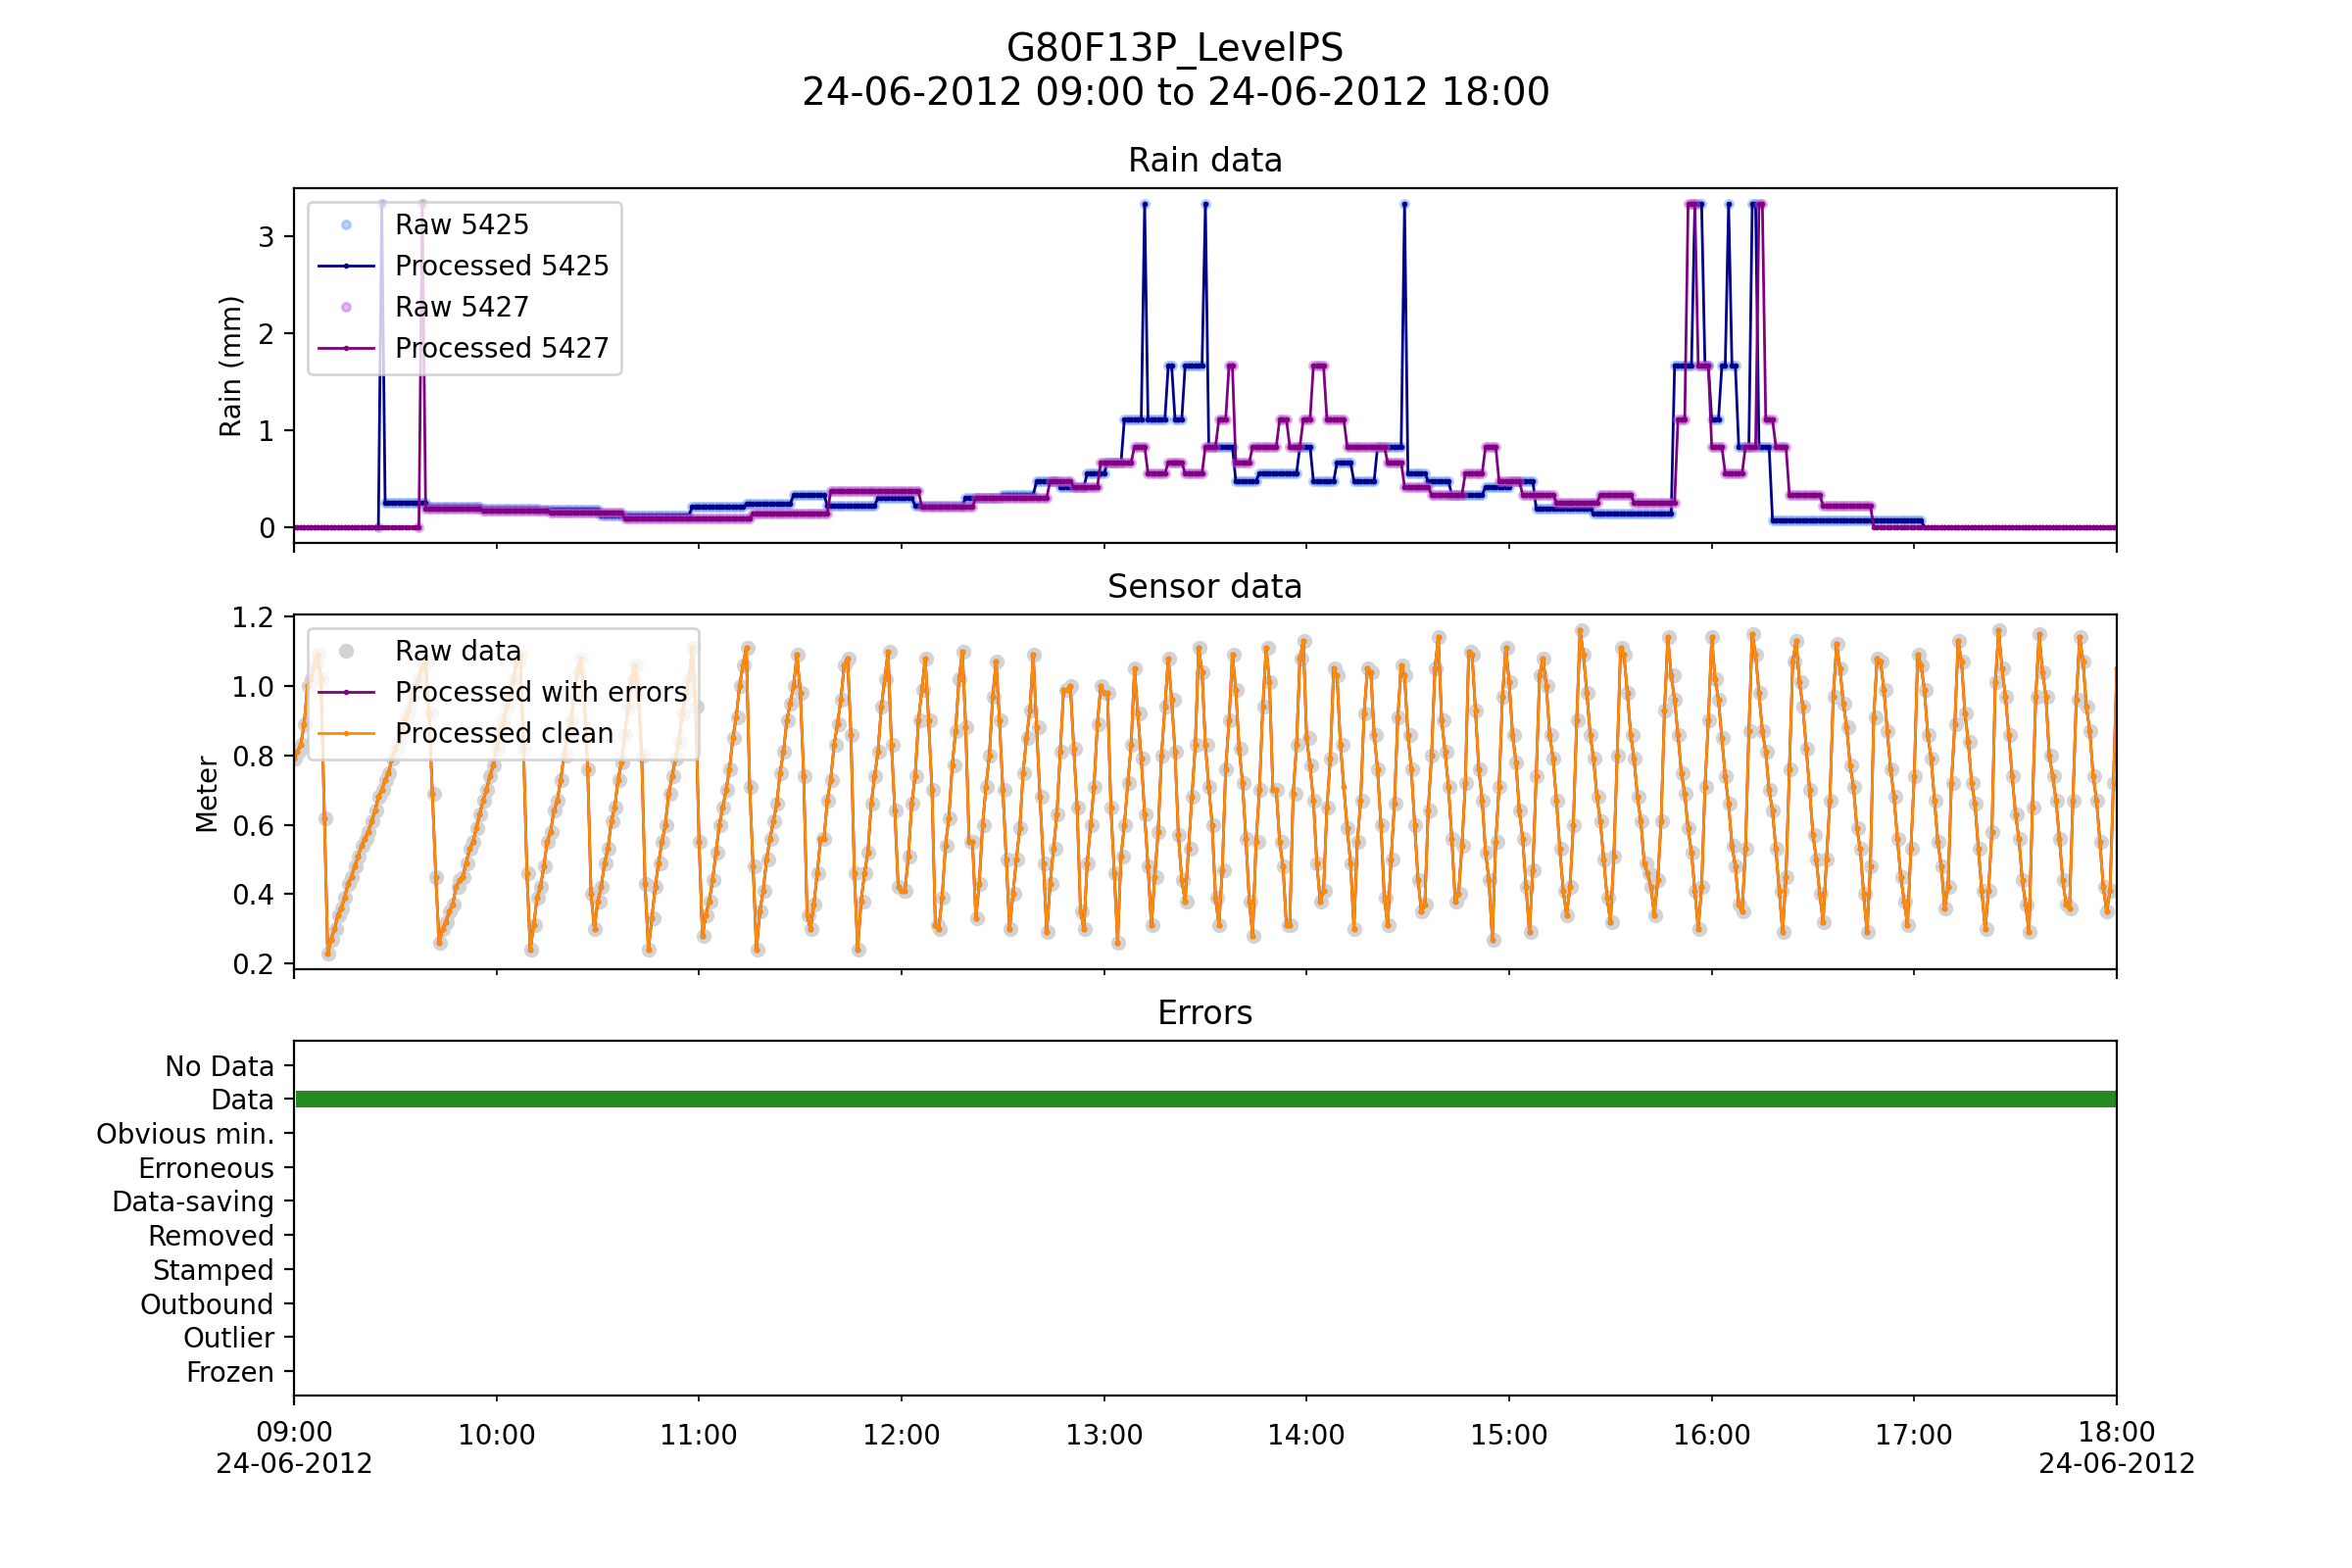 G80F13P_LevelPS
24-06-2012 09:00 to 24-06-2012 18:00
Rain data
Rain (mm)
3
2
1
0
Raw 5425
Processed 5425
Raw 5427
Processed 5427
Sensor data
Meter
1.2
1.0
0.8
0.6
0.4
0.2
Raw data
Processed with errors
Processed clean
Errors
No Data
Data
Obvious min.
Erroneous
Data-saving
Removed
Stamped
Outbound
Outlier
Frozen
09:00 10:00 11:00 12:00 13:00 14:00 15:00 16:00 17:00 18:00
24-06-2012 24-06-2012